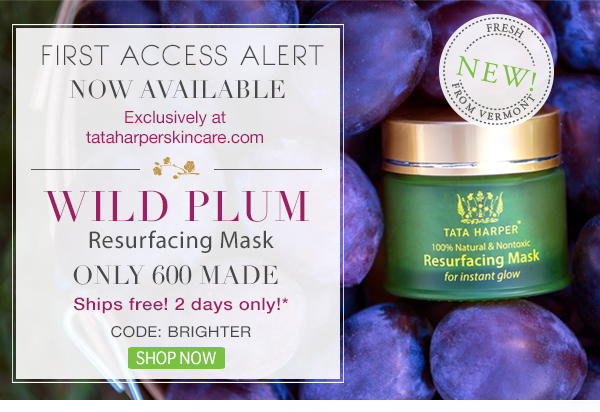 FIRST ACCESS ALERT
NOW AVAILABLE
Exclusively at
tataharperskincare.com
WILD PLUM
Resurfacing Mask
ONLY 600 MADE
Ships free! 2 days only!*
CODE: BRIGHTER
SHOP NOW
FRESH
NEW!
FROM VERMONT
TATA HARPER™
100% Natural & Nontoxic
Resurfacing Mask
for instant glow